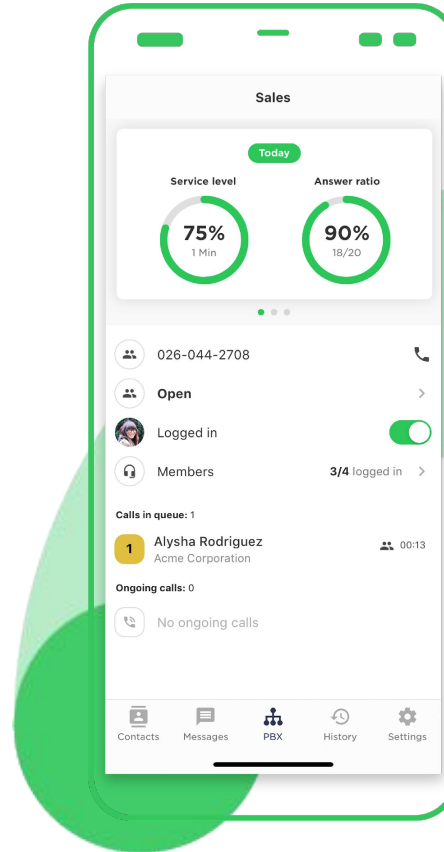 Sales
Today
Service level
Answer ratio
75%
1 Min
90%
18/20
026-044-2708
Open
Logged in
Members 3/4 logged in
Calls in queue: 1
1 Alysha Rodriguez 00:13
Acme Corporation
Ongoing calls: 0
No ongoing calls
Contacts Messages PBX History Settings